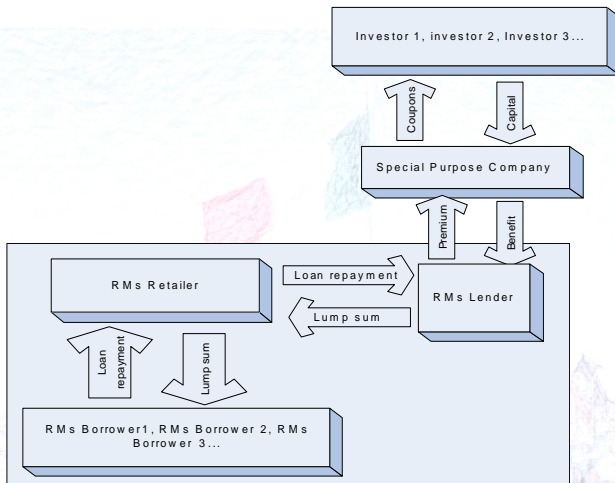 Investor 1, investor 2, Investor 3...
Coupons
Capital
Special Purpose Company
Premium
Benefit
RMs Retailer
Loan repayment
RMs Lender
Lump sum
Loan
repayment
Lump sum
RMs Borrower1, RMs Borrower 2, RMs
Borrower 3...